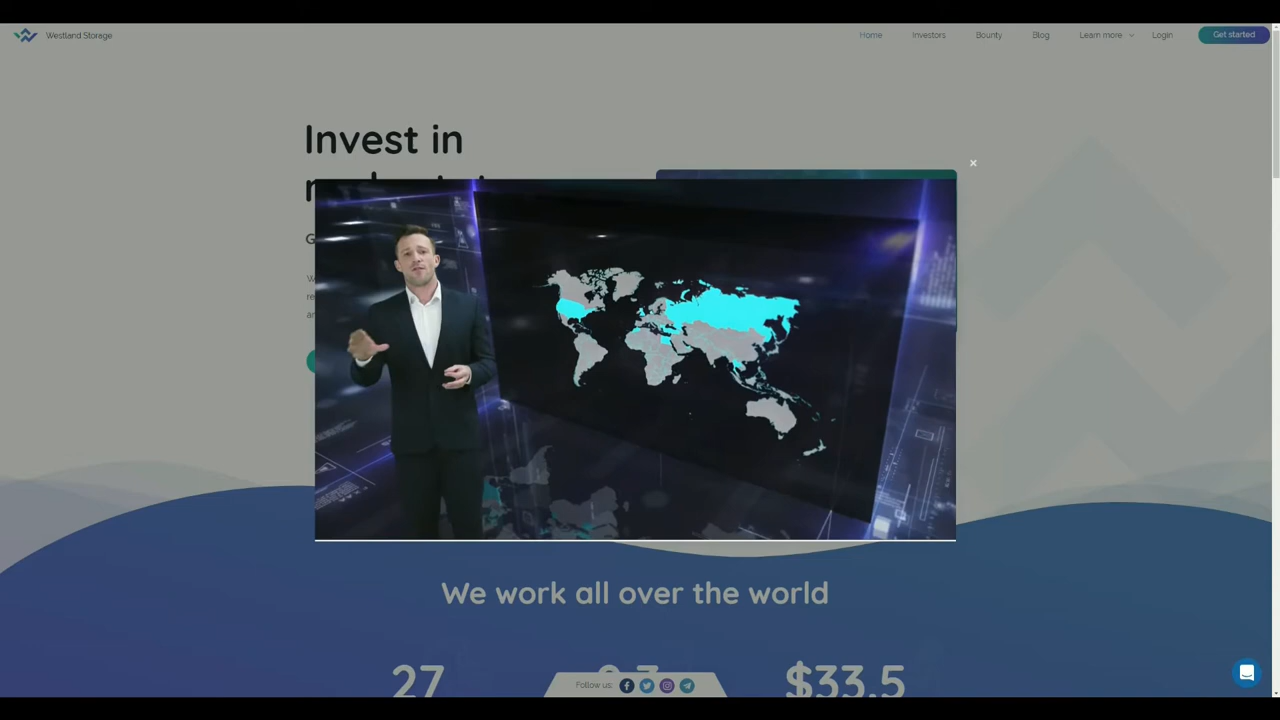 Westland Storage
Home
Investors
Bounty
Blog
Learn more
Login
Get started
Invest in
×
We work all over the world
27
$33.5
Follow us: